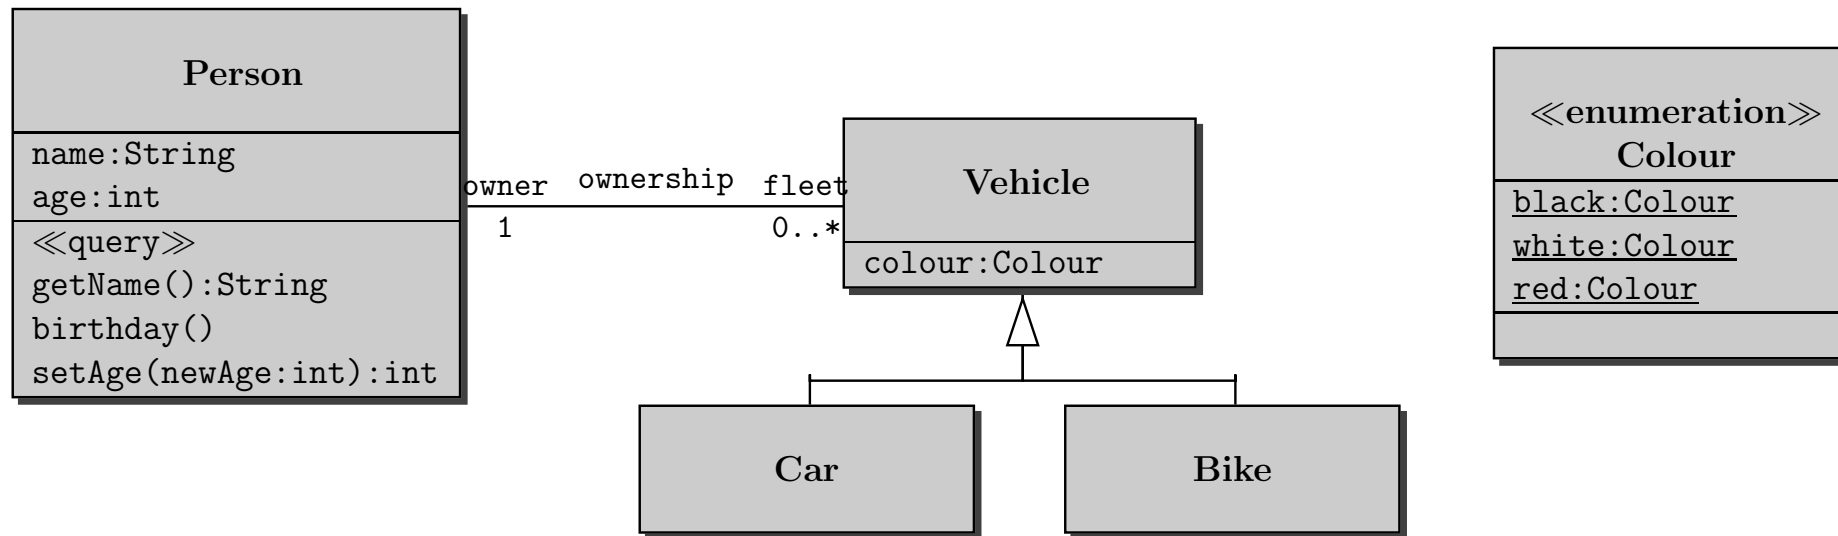 Person
name:String
age:int
≪query≫
getName():String
birthday()
setAge(newAge:int):int
owner
ownership
fleet
1
0..*
Vehicle
colour:Colour
Car
Bike
≪enumeration≫
Colour
black:Colour
white:Colour
red:Colour